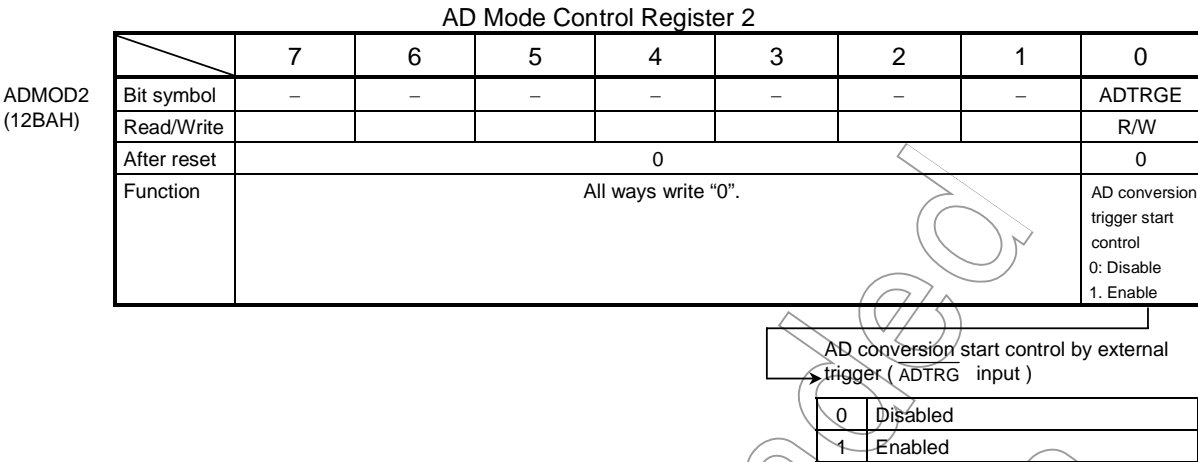 AD Mode Control Register 2
7 6 5 4 3 2 1 0
ADMOD2 (12BAH)
Bit symbol – – – – – – – ADTRGE
Read/Write R/W
After reset 0 0
Function All ways write “0”. AD conversion trigger start control 0: Disable 1. Enable
AD conversion start control by external
trigger ( ADTRG input )
0 Disabled
1 Enabled